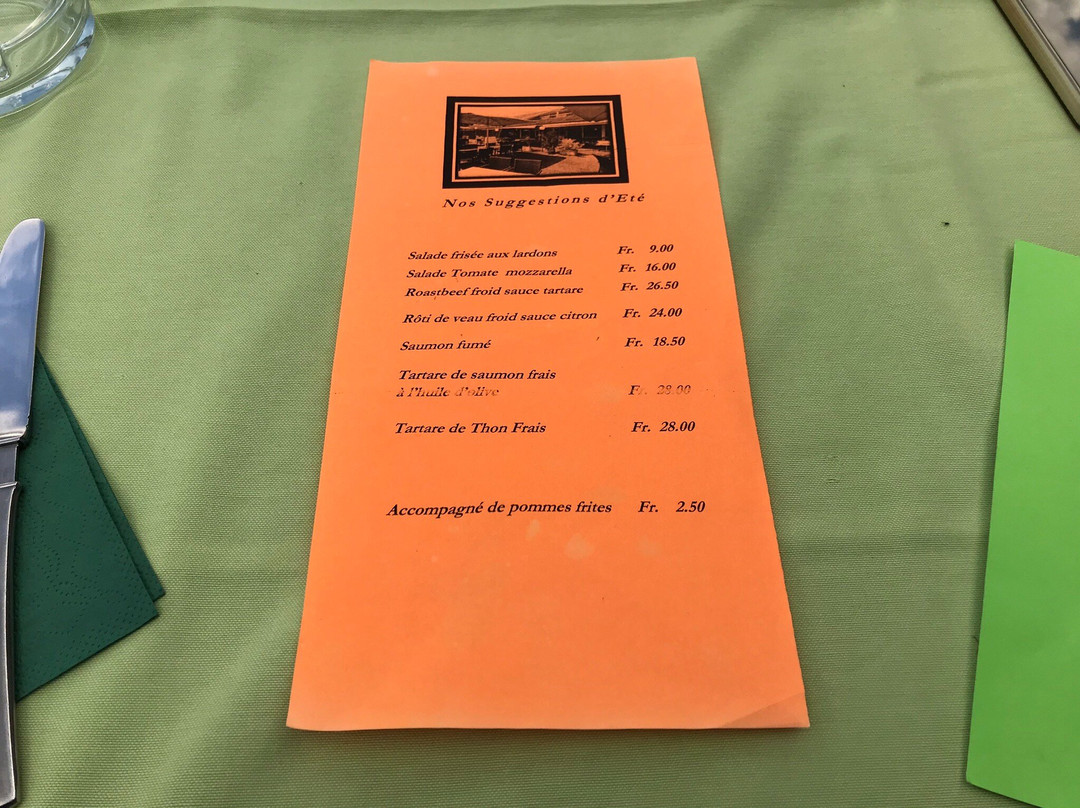 Nos Suggestions d'Eté
Salade frisée aux lardons Fr. 9.00
Salade Tomate mozzarella Fr. 16.00
Roastbeef froid sauce tartare Fr. 26.50
Rôti de veau froid sauce citron Fr. 24.00
Saumon fumé Fr. 18.50
Tartare de saumon frais
à l'huile d'olive Fr. 28.00
Tartare de Thon Frais Fr. 28.00
Accompagné de pommes frites Fr. 2.50